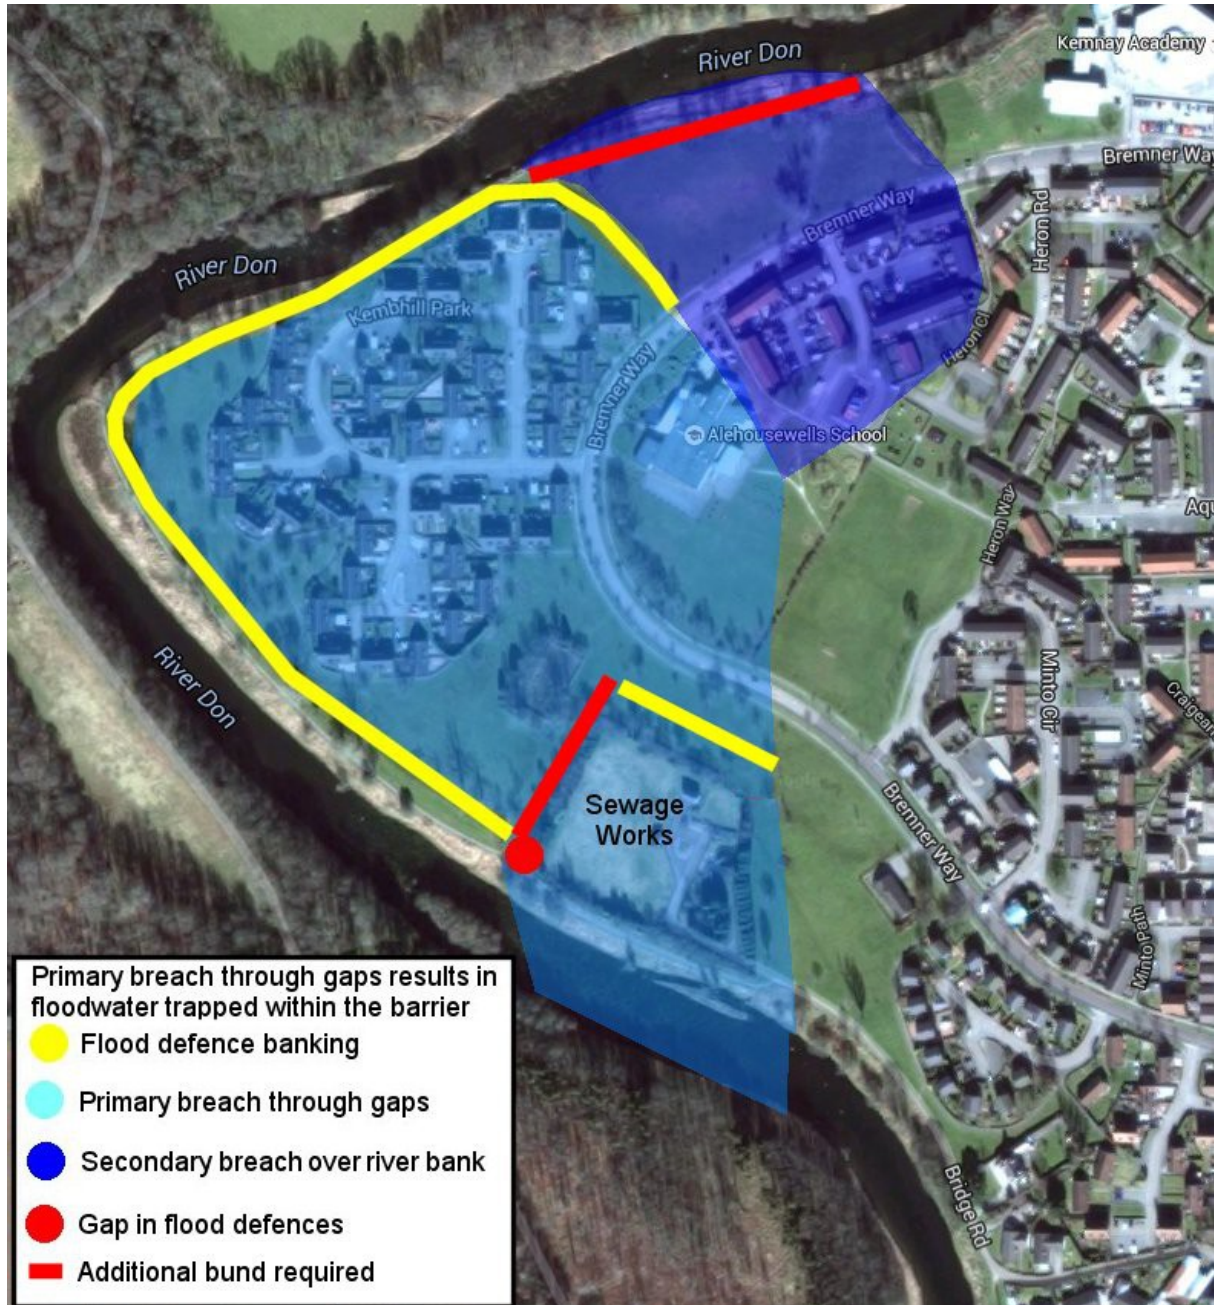 River Don
Kemnay Academy
Bremner Way
Heron Rd
Bremner Way
River Don
Kembhill Park
Heron Cl
Bremner Way
Alehousewells School
Heron Way
Aqu
River Don
Minto Cir
Craigearn
Sewage
Works
Bremner Way
Minto Path
Bridge Rd
Primary breach through gaps results in
floodwater trapped within the barrier
Flood defence banking
Primary breach through gaps
Secondary breach over river bank
Gap in flood defences
Additional bund required